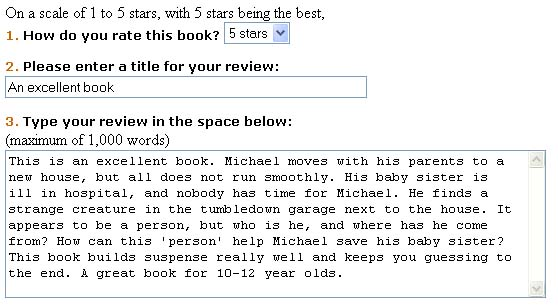 On a scale of 1 to 5 stars, with 5 stars being the best,
1. How do you rate this book? 5 stars
2. Please enter a title for your review:
An excellent book
3. Type your review in the space below:
(maximum of 1,000 words)
This is an excellent book. Michael moves with his parents to a
new house, but all does not run smoothly. His baby sister is
ill in hospital, and nobody has time for Michael. He finds a
strange creature in the tumbledown garage next to the house. It
appears to be a person, but who is he, and where has he come
from? How can this 'person' help Michael save his baby sister?
This book builds suspense really well and keeps you guessing to
the end. A great book for 10-12 year olds.